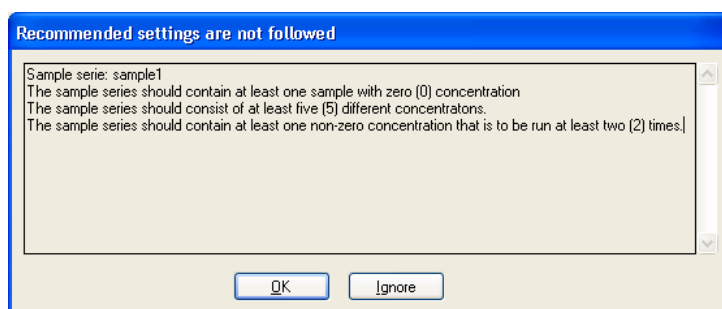 Recommended settings are not followed
Sample serie: sample1
The sample series should contain at least one sample with zero (0) concentration
The sample series should consist of at least five (5) different concentratons.
The sample series should contain at least one non-zero concentration that is to be run at least two (2) times.
OK
Ignore